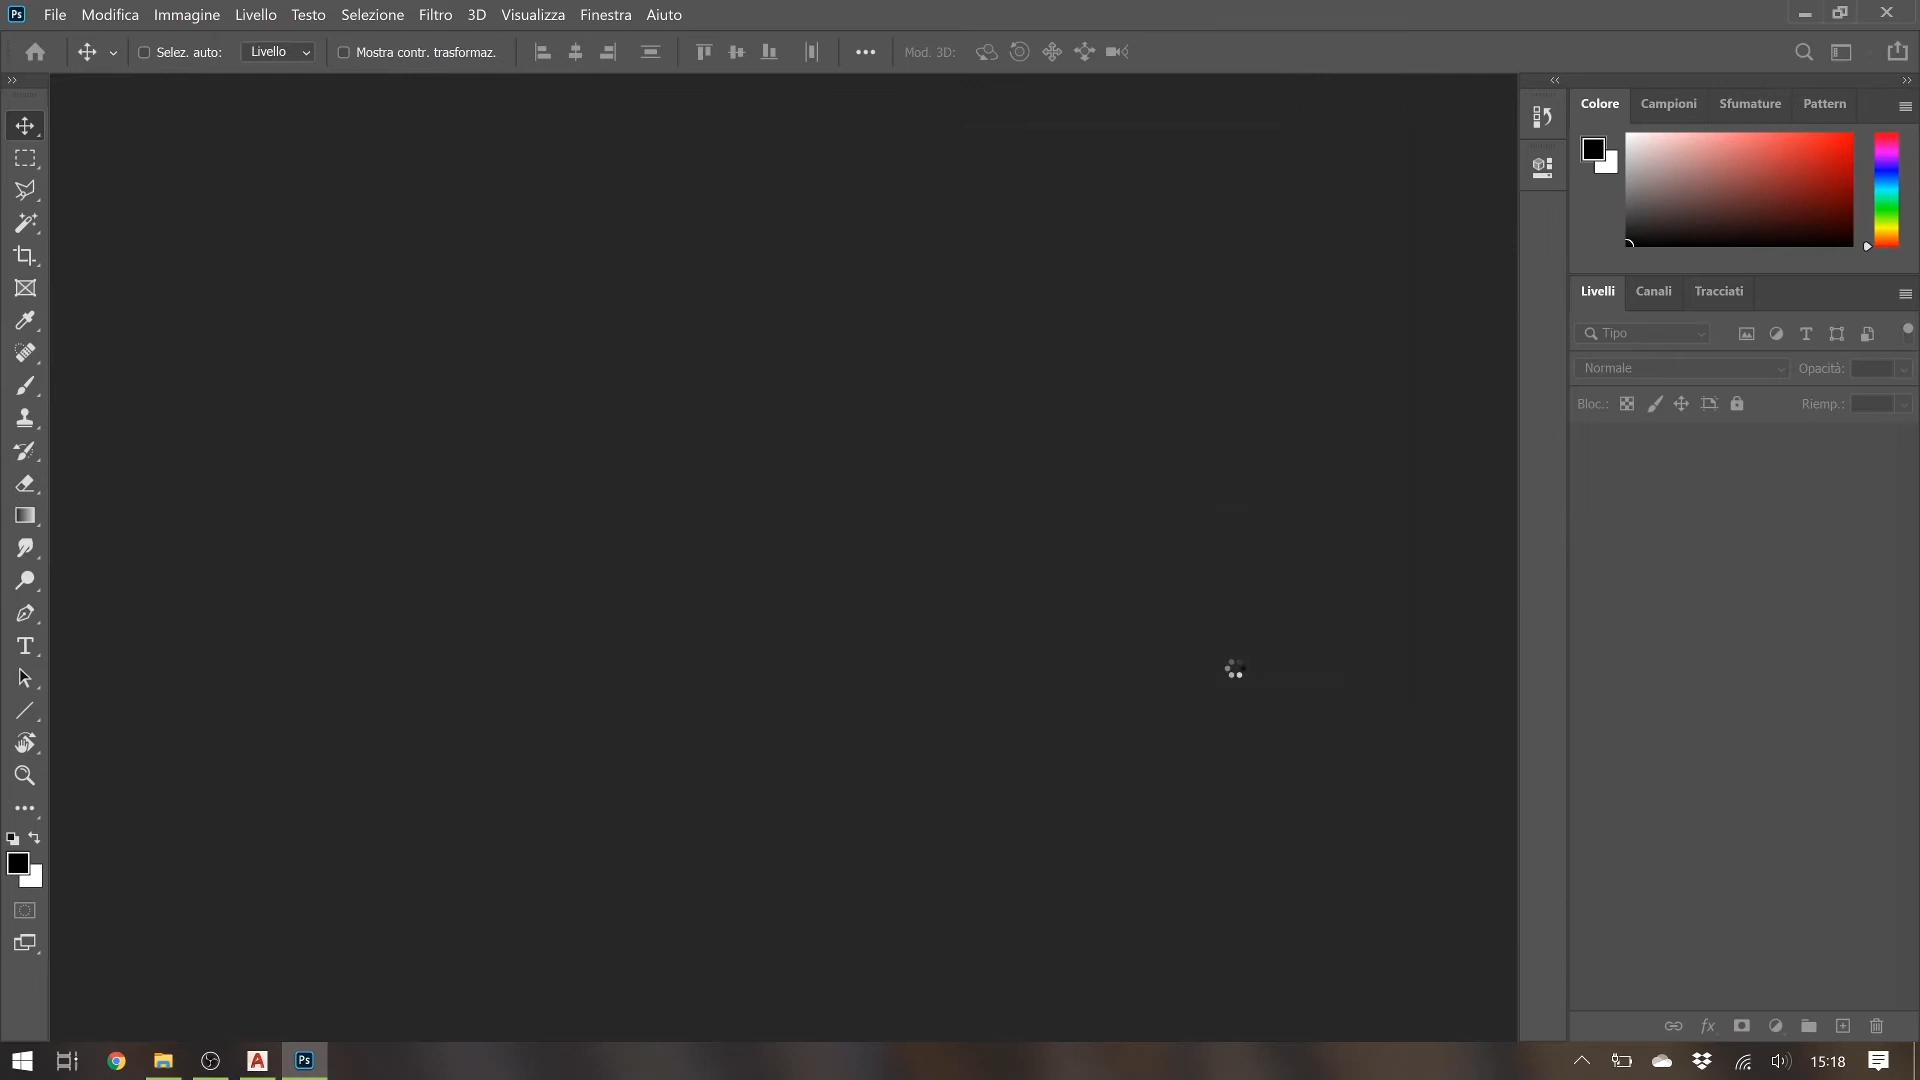 Ps File Modifica Immagine Livello Testo Selezione Filtro 3D Visualizza Finestra Aiuto
Selez. auto: Livello Mostra contr. trasformaz. Mod. 3D:
Colore Campioni Sfumature Pattern
Livelli Canali Tracciati
Tipo
Normale Opacità:
Bloc.: Riemp.:
fx
Ps 15:18